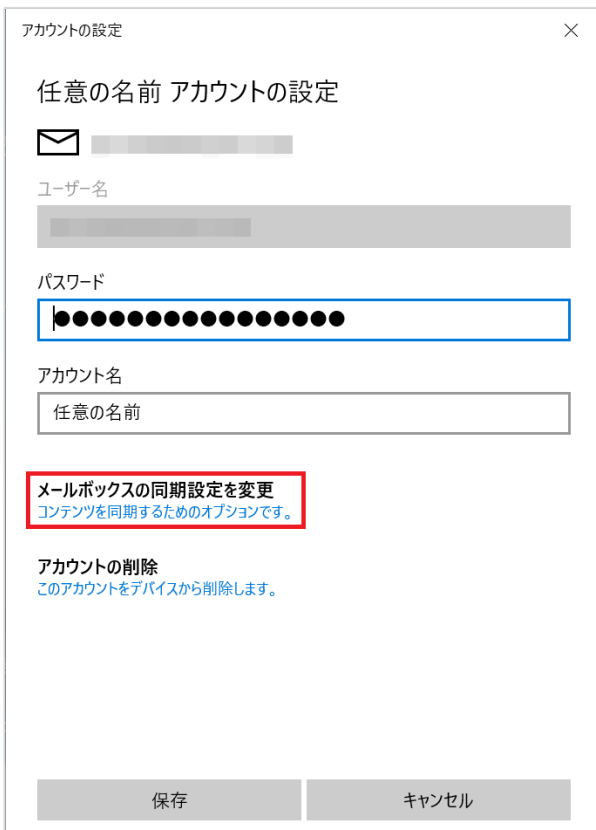 アカウントの設定
任意の名前 アカウントの設定
ユーザー名
パスワード
●●●●●●●●●●●●●●●●
アカウント名
任意の名前
メールボックスの同期設定を変更
コンテンツを同期するためのオプションです。
アカウントの削除
このアカウントをデバイスから削除します。
保存
キャンセル